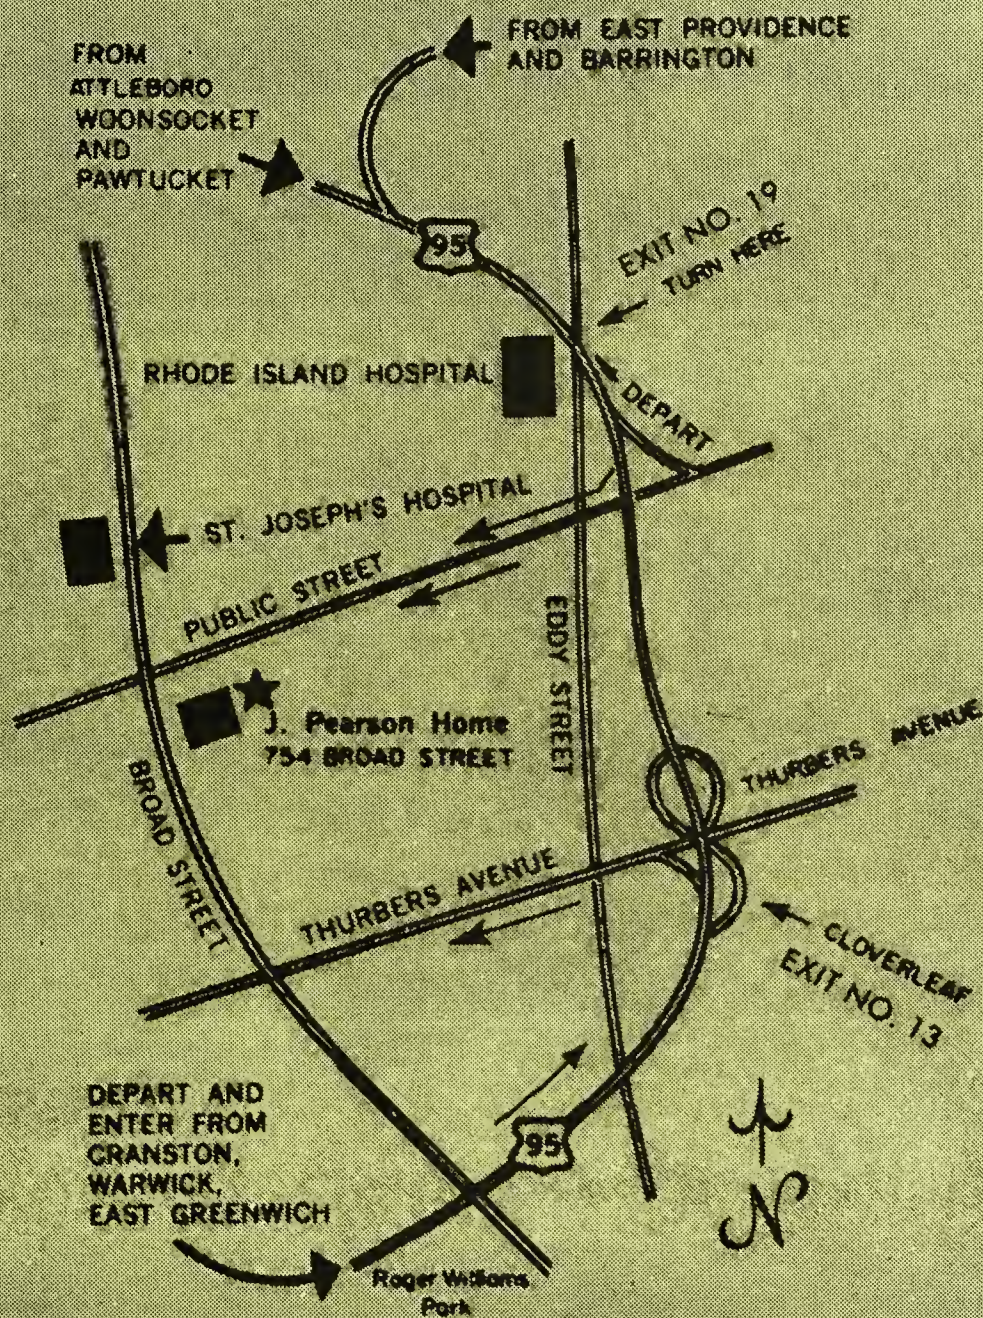 FROM EAST PROVIDENCE
AND BARRINGTON
FROM
ATTLEBORO
WOONSOCKET
AND
PAWTUCKET
95
EXIT NO. 19
TURN HERE
RHODE ISLAND HOSPITAL
DEPART
ST. JOSEPH'S HOSPITAL
PUBLIC STREET
EDDY STREET
J. Pearson Home
754 BROAD STREET
BROAD STREET
THURBERS AVENUE
THURBERS AVENUE
CLOVERLEAF
EXIT NO. 13
DEPART AND
ENTER FROM
CRANSTON,
WARWICK,
EAST GREENWICH
95
N
Roger Williams
Park